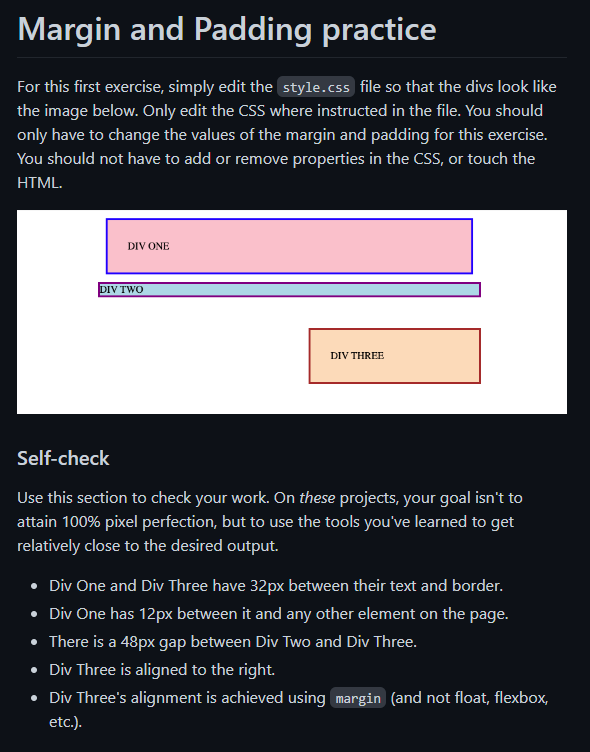 Margin and Padding practice
For this first exercise, simply edit the style.css file so that the divs look like
the image below. Only edit the CSS where instructed in the file. You should
only have to change the values of the margin and padding for this exercise.
You should not have to add or remove properties in the CSS, or touch the
HTML.
DIV ONE
DIV TWO
DIV THREE
Self-check
Use this section to check your work. On these projects, your goal isn't to
attain 100% pixel perfection, but to use the tools you've learned to get
relatively close to the desired output.
• Div One and Div Three have 32px between their text and border.
• Div One has 12px between it and any other element on the page.
• There is a 48px gap between Div Two and Div Three.
• Div Three is aligned to the right.
• Div Three's alignment is achieved using margin (and not float, flexbox,
etc.).